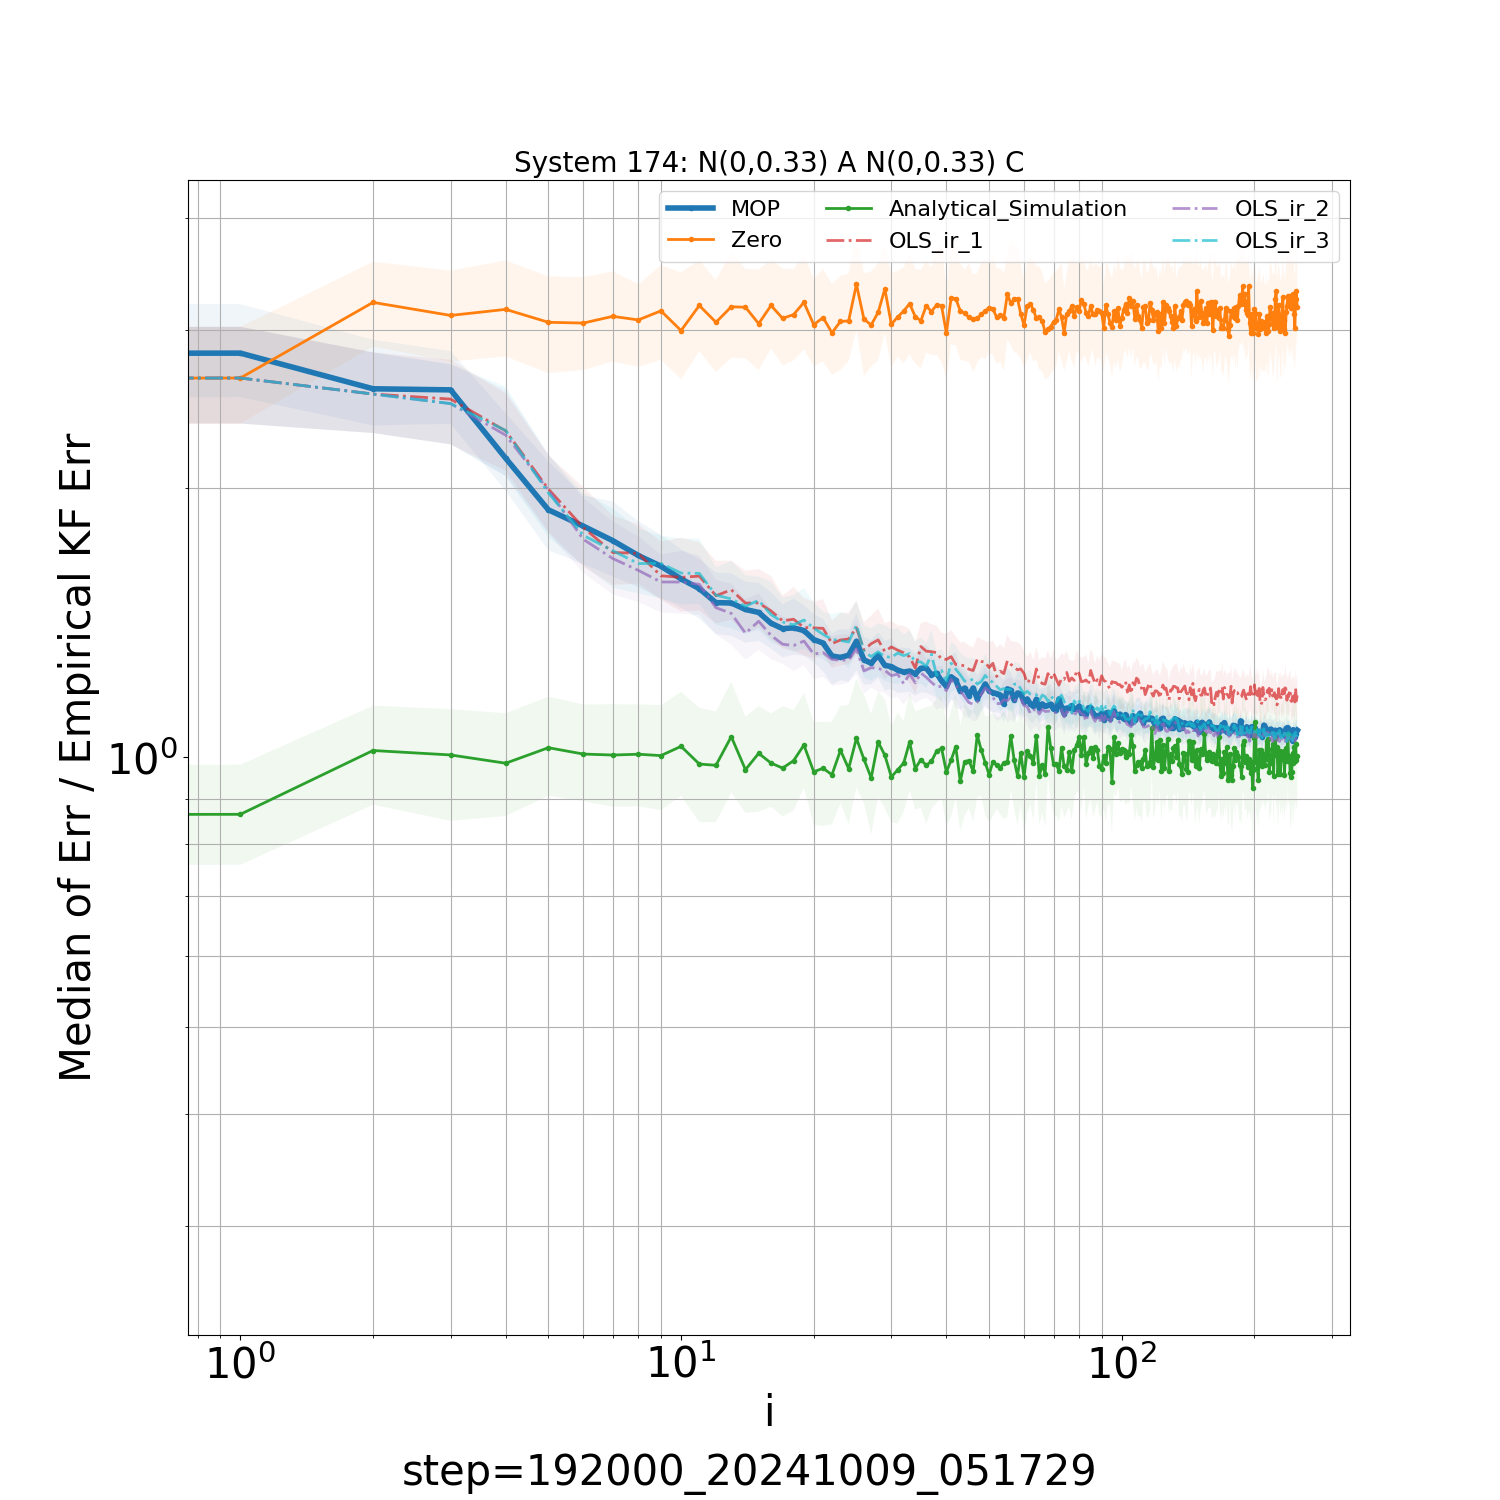 System 174: N(0,0.33) A N(0,0.33) C
MOP
Zero
Analytical_Simulation
OLS_ir_1
OLS_ir_2
OLS_ir_3
Median of Err / Empirical KF Err
10⁰
10⁰ 10¹ 10²
i
step=192000_20241009_051729